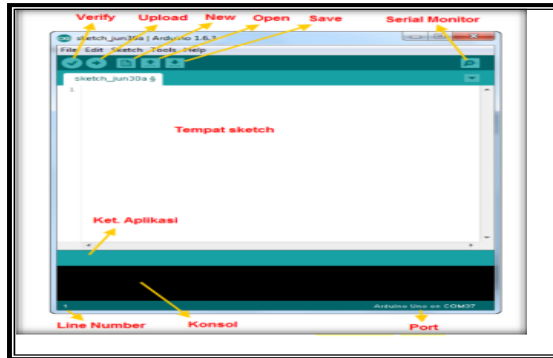 Verify Upload New Open Save Serial Monitor
sketch_jun30a | Arduino 1.6.?
File Edit Sketch Tools Help
sketch_jun30a §
1
Tempat sketch
Ket. Aplikasi
1 Arduino Uno on COM37
Line Number Konsol Port